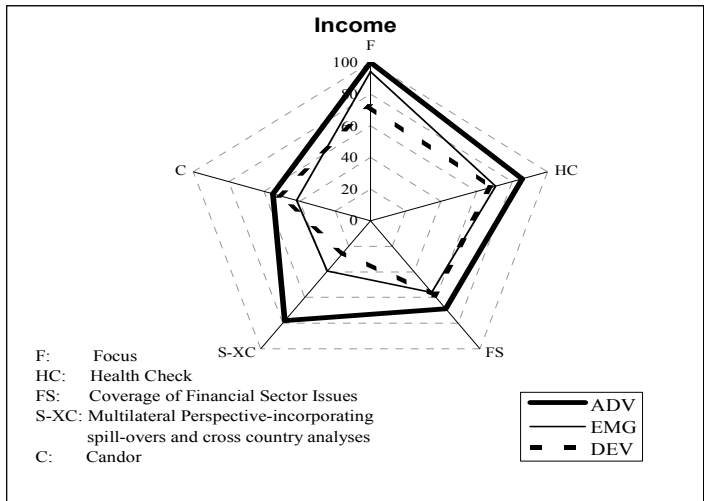 Income
F
100
80
60
40
20
0
HC
C
FS
S-XC
F: Focus
HC: Health Check
FS: Coverage of Financial Sector Issues
S-XC: Multilateral Perspective-incorporating
spill-overs and cross country analyses
C: Candor
ADV
EMG
DEV